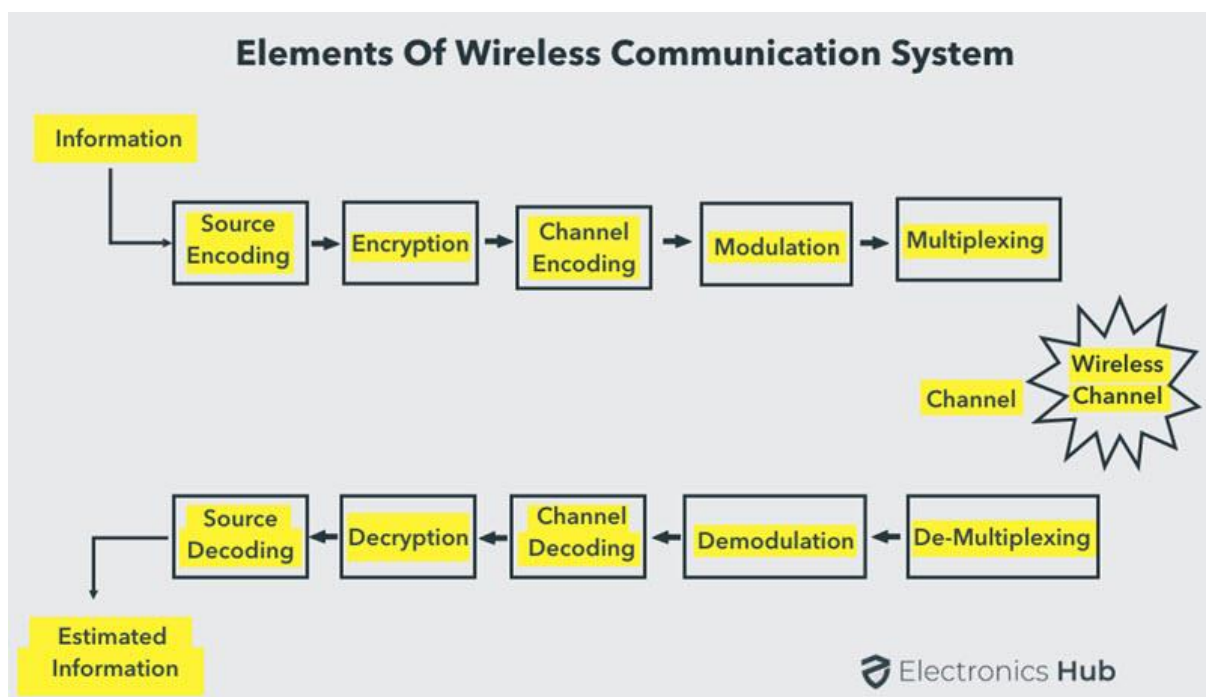 Elements Of Wireless Communication System
Information
Source
Encoding
Encryption
Channel
Encoding
Modulation
Multiplexing
Wireless
Channel
Channel
Source
Decoding
Decryption
Channel
Decoding
Demodulation
De-Multiplexing
Estimated
Information
Electronics Hub